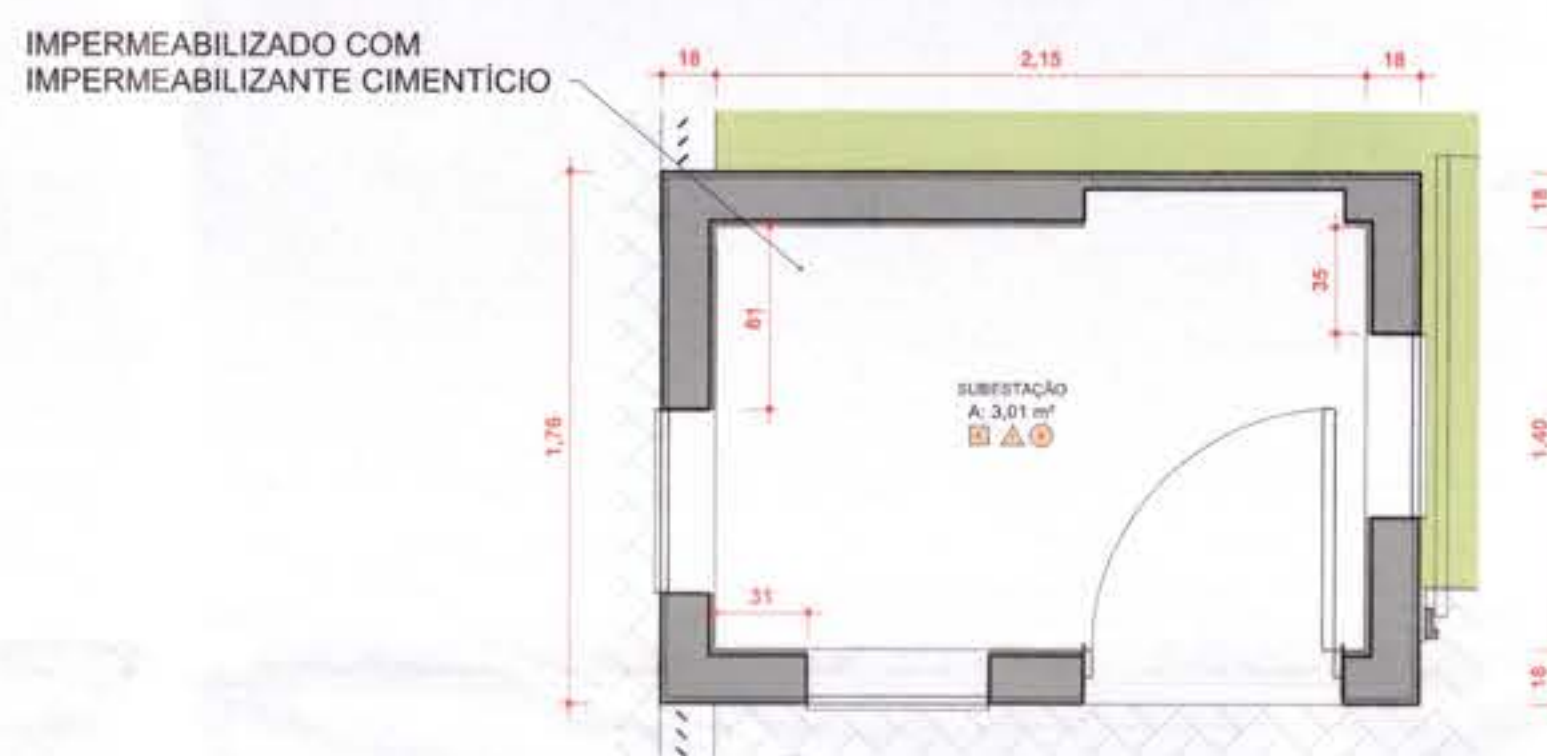 IMPERMEABILIZADO COM
IMPERMEABILIZANTE CIMENTÍCIO
18 2,15 18
18
61
35
SUBESTAÇÃO
A: 3,01 m²
1,76
1,40
31
18